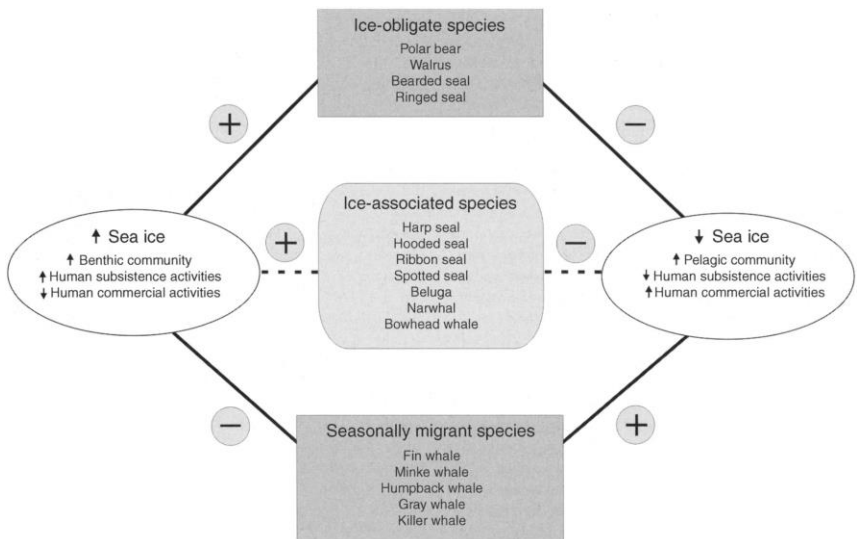 Ice-obligate species
Polar bear
Walrus
Bearded seal
Ringed seal
+
−
Ice-associated species
Harp seal
Hooded seal
Ribbon seal
Spotted seal
Beluga
Narwhal
Bowhead whale
↑ Sea ice
↑ Benthic community
↑ Human subsistence activities
↓ Human commercial activities
+
−
↓ Sea ice
↑ Pelagic community
↓ Human subsistence activities
↑ Human commercial activities
−
+
Seasonally migrant species
Fin whale
Minke whale
Humpback whale
Gray whale
Killer whale